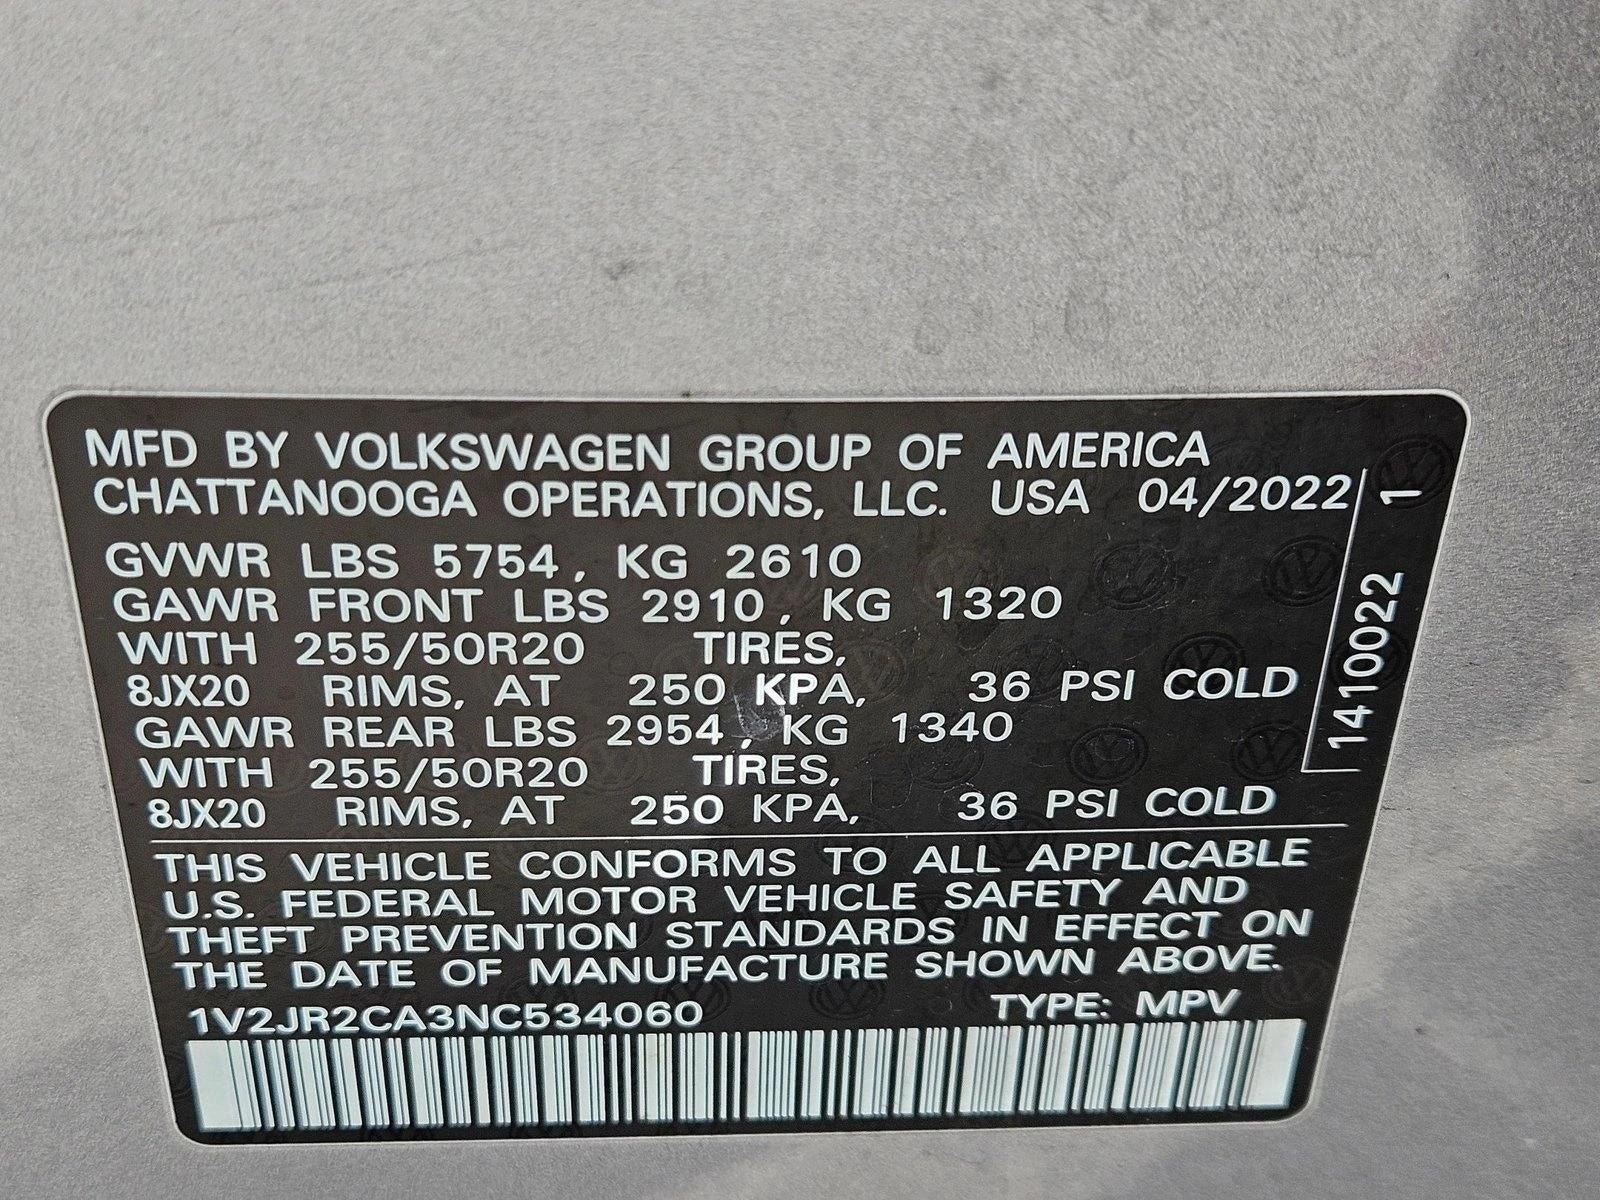 MFD BY VOLKSWAGEN GROUP OF AMERICA
CHATTANOOGA OPERATIONS, LLC. USA 04/2022
GVWR LBS 5754, KG 2610
GAWR FRONT LBS 2910, KG 1320
WITH 255/50R20 TIRES,
8JX20 RIMS, AT 250 KPA, 36 PSI COLD
GAWR REAR LBS 2954, KG 1340
WITH 255/50R20 TIRES,
8JX20 RIMS, AT 250 KPA, 36 PSI COLD
THIS VEHICLE CONFORMS TO ALL APPLICABLE
U.S. FEDERAL MOTOR VEHICLE SAFETY AND
THEFT PREVENTION STANDARDS IN EFFECT ON
THE DATE OF MANUFACTURE SHOWN ABOVE.
1V2JR2CA3NC534060 TYPE: MPV
1410022 1